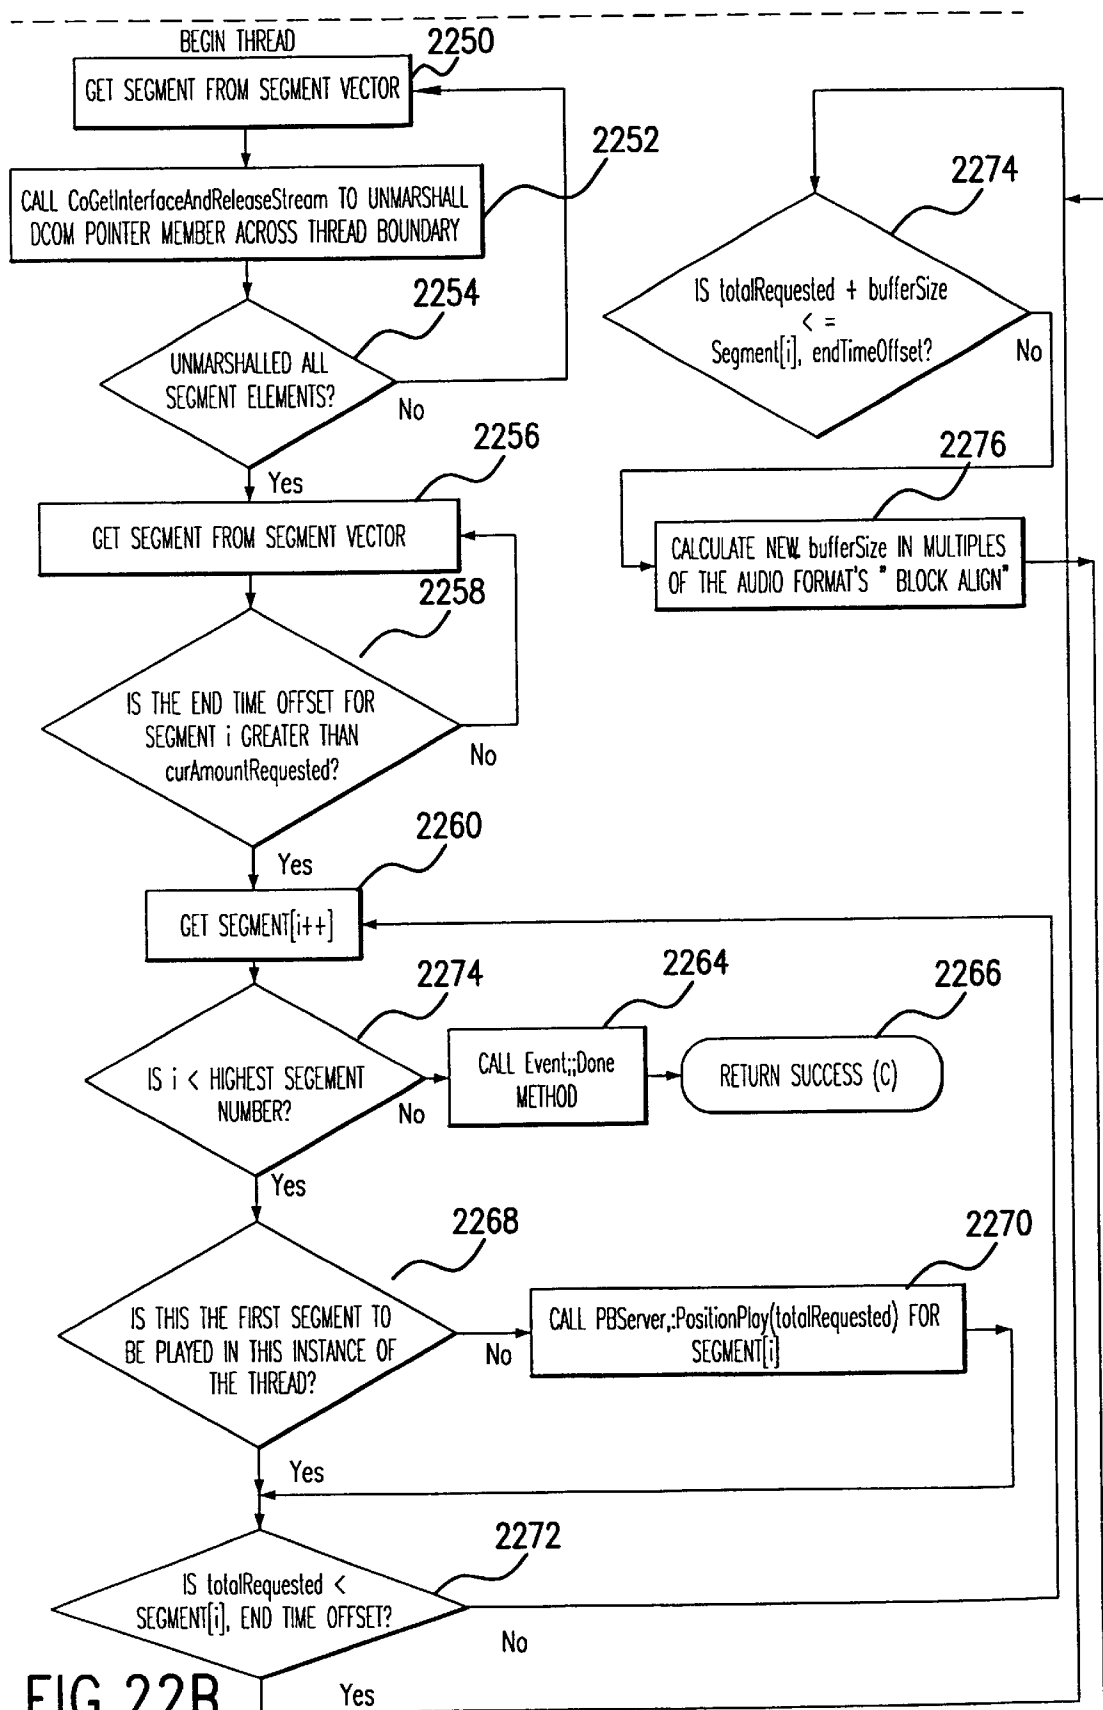 BEGIN THREAD
2250
GET SEGMENT FROM SEGMENT VECTOR
2252
CALL CoGetInterfaceAndReleaseStream TO UNMARSHALL
DCOM POINTER MEMBER ACROSS THREAD BOUNDARY
2254
UNMARSHALLED ALL
SEGMENT ELEMENTS?
No
Yes
2256
GET SEGMENT FROM SEGMENT VECTOR
2258
IS THE END TIME OFFSET FOR
SEGMENT i GREATER THAN
curAmountRequested?
No
Yes
2260
GET SEGMENT[i++]
2274
IS i < HIGHEST SEGEMENT
NUMBER?
No
Yes
2264
CALL Event;;Done
METHOD
2266
RETURN SUCCESS (C)
2268
IS THIS THE FIRST SEGMENT TO
BE PLAYED IN THIS INSTANCE OF
THE THREAD?
No
Yes
2270
CALL PBServer,:PositionPlay(totalRequested) FOR
SEGMENT[i]
2272
IS totalRequested <
SEGMENT[i], END TIME OFFSET?
No
Yes
2274
IS totalRequested + bufferSize
< =
Segment[i], endTimeOffset?
No
2276
CALCULATE NEW bufferSize IN MULTIPLES
OF THE AUDIO FORMAT'S " BLOCK ALIGN"
FIG. 22B